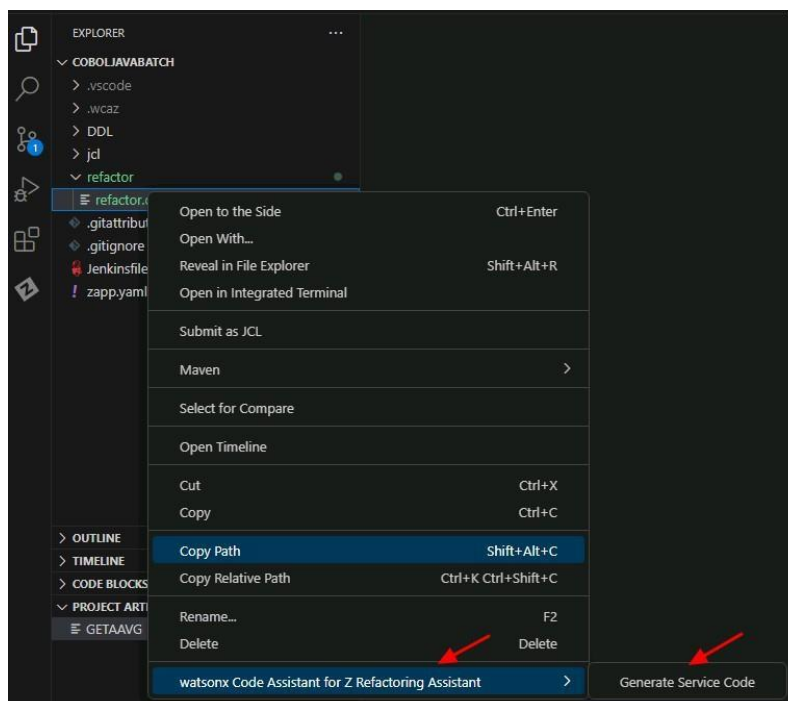 EXPLORER
COBOLJAVABATCH
.vscode
.wcaz
DDL
jcl
refactor
refactor.
.gitattribut
.gitignore
Jenkinsfile
zapp.yaml
1
Open to the Side Ctrl+Enter
Open With...
Reveal in File Explorer Shift+Alt+R
Open in Integrated Terminal
Submit as JCL
Maven
Select for Compare
Open Timeline
Cut Ctrl+X
Copy Ctrl+C
Copy Path Shift+Alt+C
Copy Relative Path Ctrl+K Ctrl+Shift+C
Rename... F2
Delete Delete
watsonx Code Assistant for Z Refactoring Assistant
Generate Service Code
OUTLINE
TIMELINE
CODE BLOCKS
PROJECT ARTI
GETAAVG